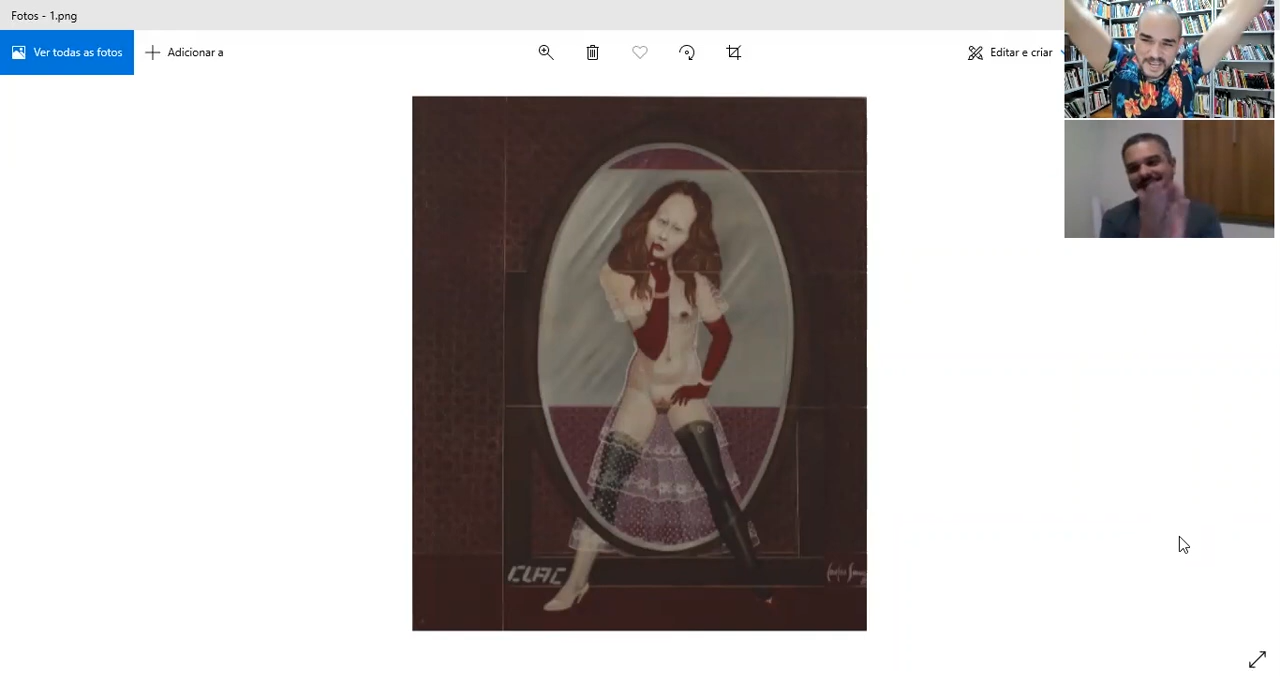 Fotos - 1.png
Ver todas as fotos
Adicionar a
Editar e criar
CLAC